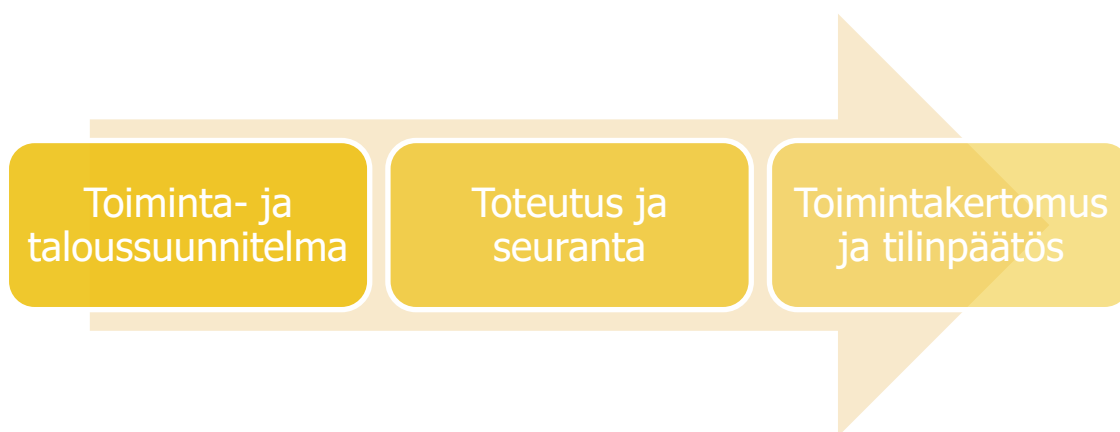 Toiminta- ja
taloussuunnitelma
Toteutus ja
seuranta
Toimintakertomus
ja tilinpäätös